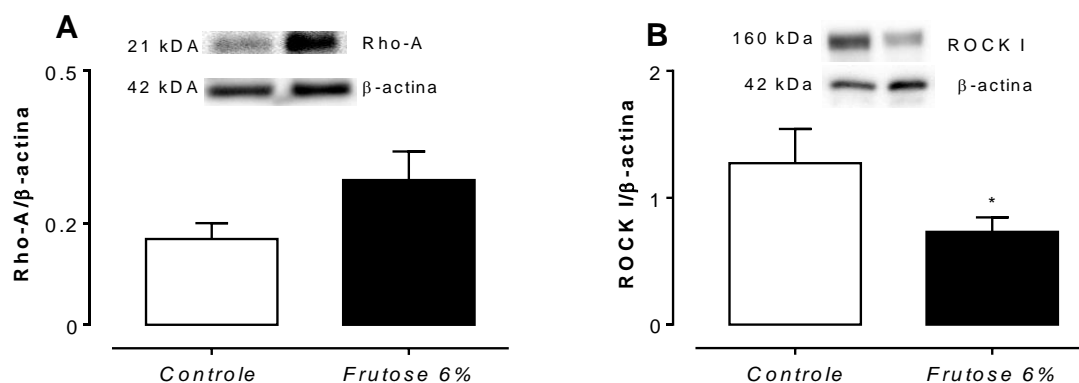 A
21 kDA
Rho-A
42 kDA
β-actina
0.5
0.2
0
Rho-A/β-actina
Controle
Frutose 6%
B
160 kDa
ROCK I
42 kDa
β-actina
2
1
0
ROCK I/β-actina
*
Controle
Frutose 6%